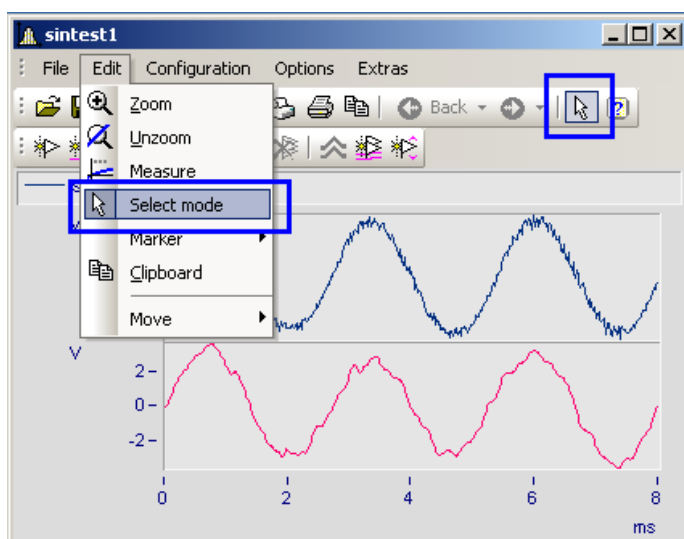 sintest1
File Edit Configuration Options Extras
Back
Zoom
Unzoom
Measure
Select mode
Marker
Clipboard
Move
V
2
0
-2
0 2 4 6 8
ms